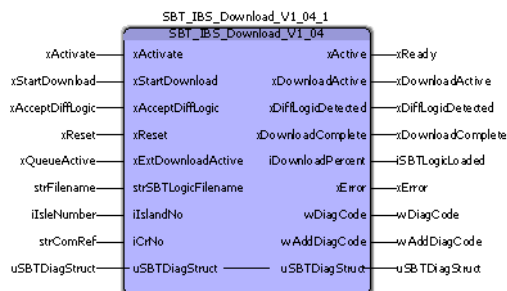 SBT_IBS_Download_V1_04_1
SBT_IBS_Download_V1_04
xActivate xActivate xActive xReady
xStartDownload xStartDownload xDownloadActive xDownloadActive
xAcceptDiffLogic xAcceptDiffLogic xDiffLogicDetected xDiffLogicDetected
xReset xReset xDownloadComplete xDownloadComplete
xQueueActive xExtDownloadActive iDownloadPercent iSBTLogicLoaded
strFilename strSBTLogicFilename xError xError
iIsleNumber iIslandNo wDiagCode wDiagCode
strComRef iCrNo wAddDiagCode wAddDiagCode
uSBTDiagStruct uSBTDiagStruct uSBTDiagStruct uSBTDiagStruct